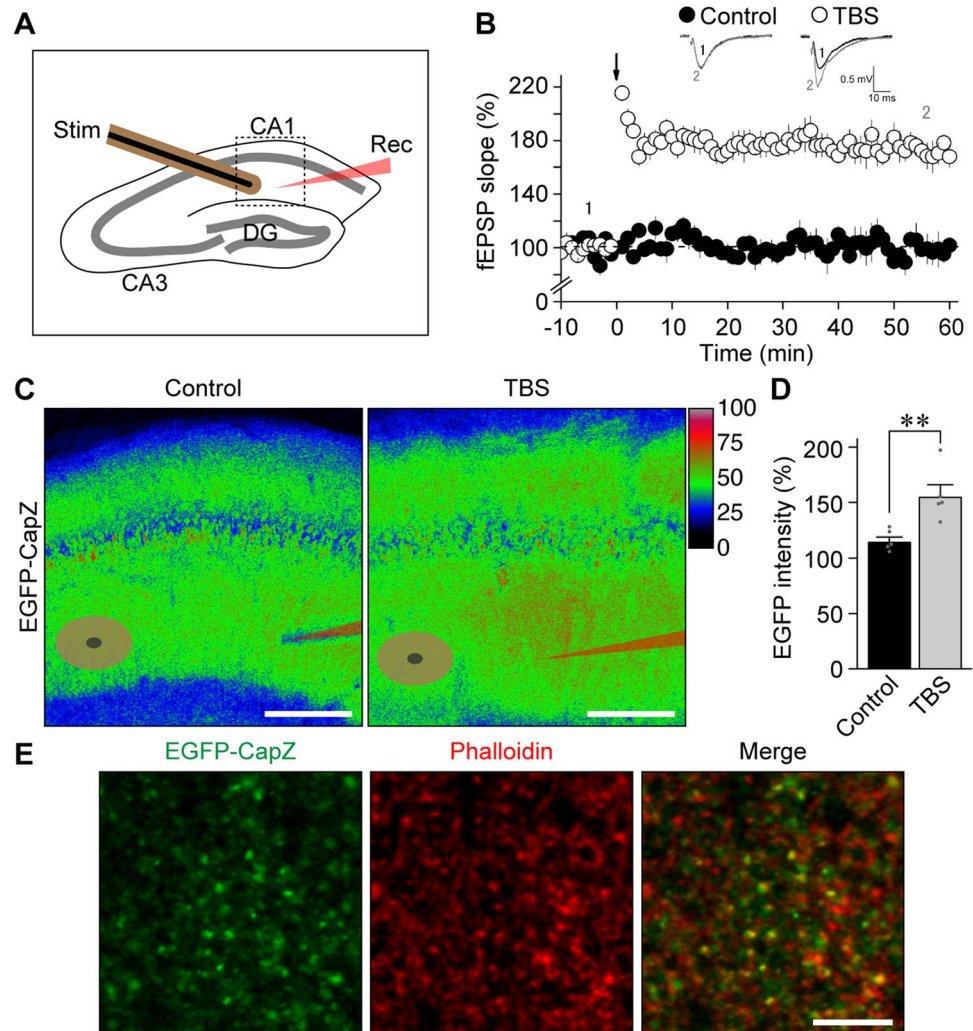 A
Stim
CA1
Rec
DG
CA3
B
Control
TBS
1
2
1
2
0.5 mV
10 ms
fEPSP slope (%)
220
180
140
100
0
1
2
-10
0
10
20
30
40
50
60
Time (min)
C
Control
TBS
EGFP-CapZ
100
75
50
25
0
D
**
EGFP intensity (%)
200
150
100
50
0
Control
TBS
E
EGFP-CapZ
Phalloidin
Merge